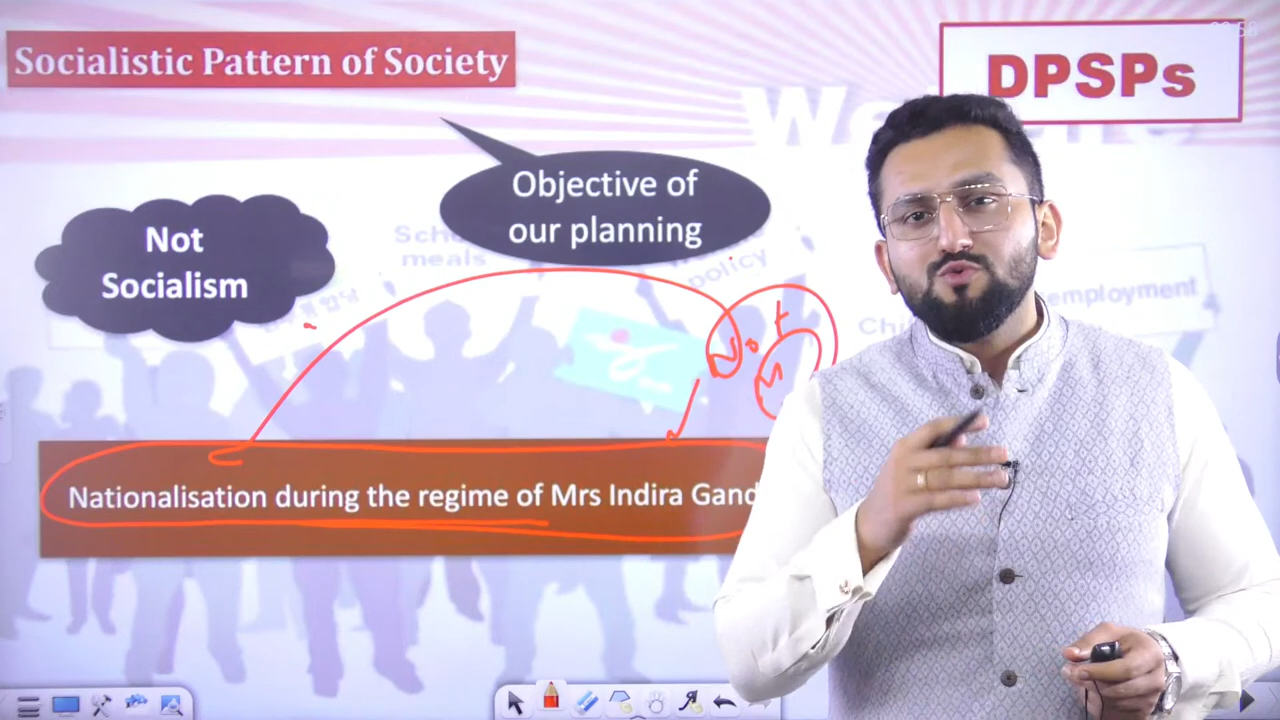 Socialistic Pattern of Society
DPSPs
We
Objective of
our planning
Not
Socialism
meals
policy
employment
Nationalisation during the regime of Mrs Indira Gand